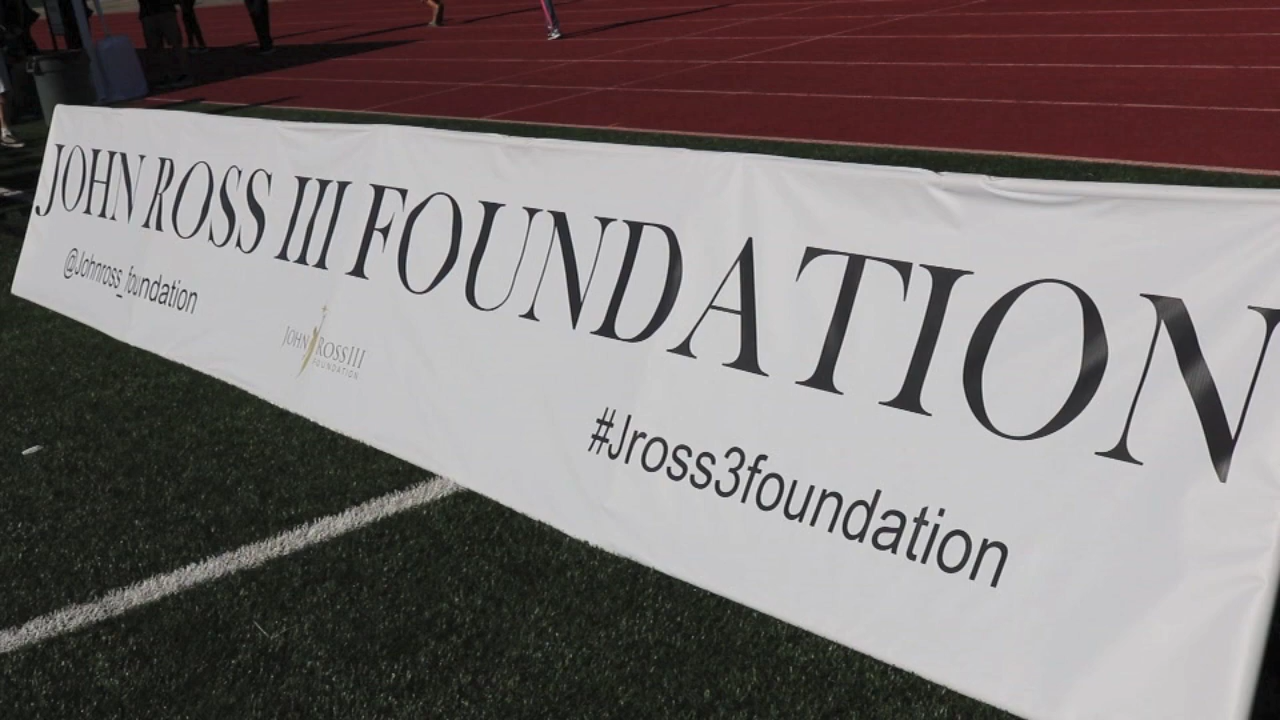 JOHN ROSS III FOUNDATION
@Johnross_foundation
JOHN ROSS III
FOUNDATION
#Jross3foundation